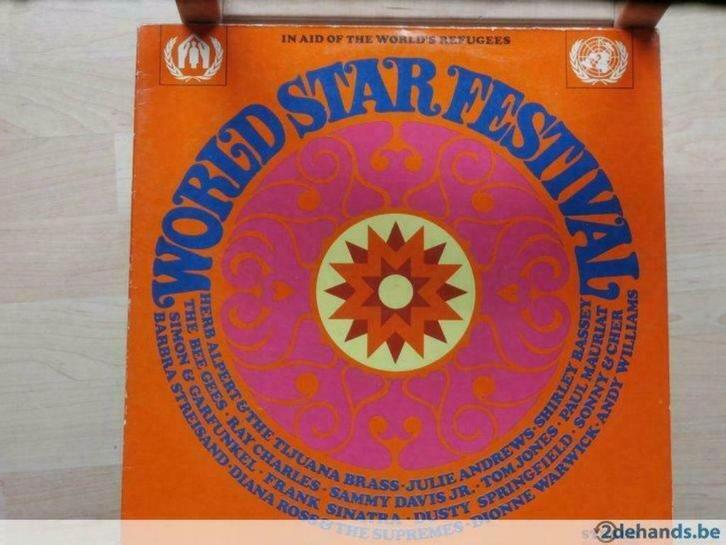 IN AID OF THE WORLD'S REFUGEES
WORLD STAR FESTIVAL
HERB ALPERT & THE TIJUANA BRASS · JULIE ANDREWS · SHIRLEY BASSEY
THE BEE GEES · RAY CHARLES · SAMMY DAVIS JR. · TOM JONES · PAUL MAURIAT
SIMON & GARFUNKEL · FRANK SINATRA · DUSTY SPRINGFIELD · SONNY & CHER
BARBRA STREISAND · DIANA ROSS & THE SUPREMES · DIONNE WARWICK · ANDY WILLIAMS
2dehands.be